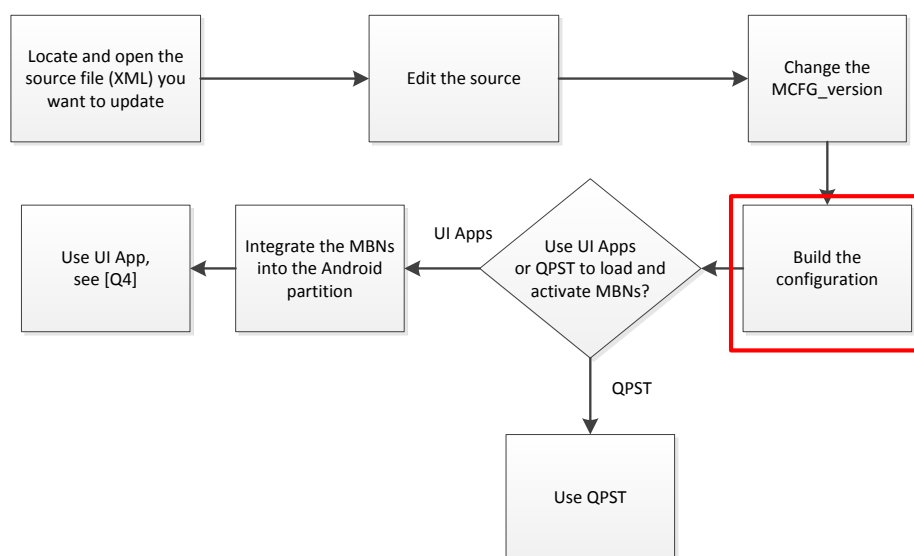 Locate and open the
source file (XML) you
want to update
Edit the source
Change the
MCFG_version
Build the
configuration
Use UI Apps
or QPST to load and
activate MBNs?
UI Apps
Integrate the MBNs
into the Android
partition
Use UI App,
see [Q4]
QPST
Use QPST